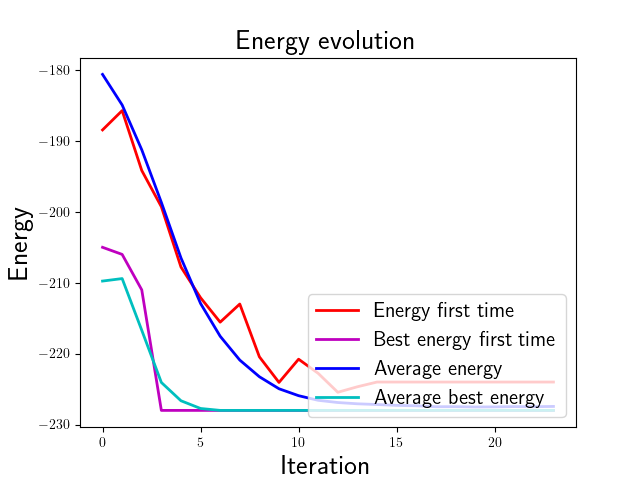 Energy evolution
Energy
−180
−190
−200
−210
−220
−230
0 5 10 15 20
Iteration
Energy first time
Best energy first time
Average energy
Average best energy